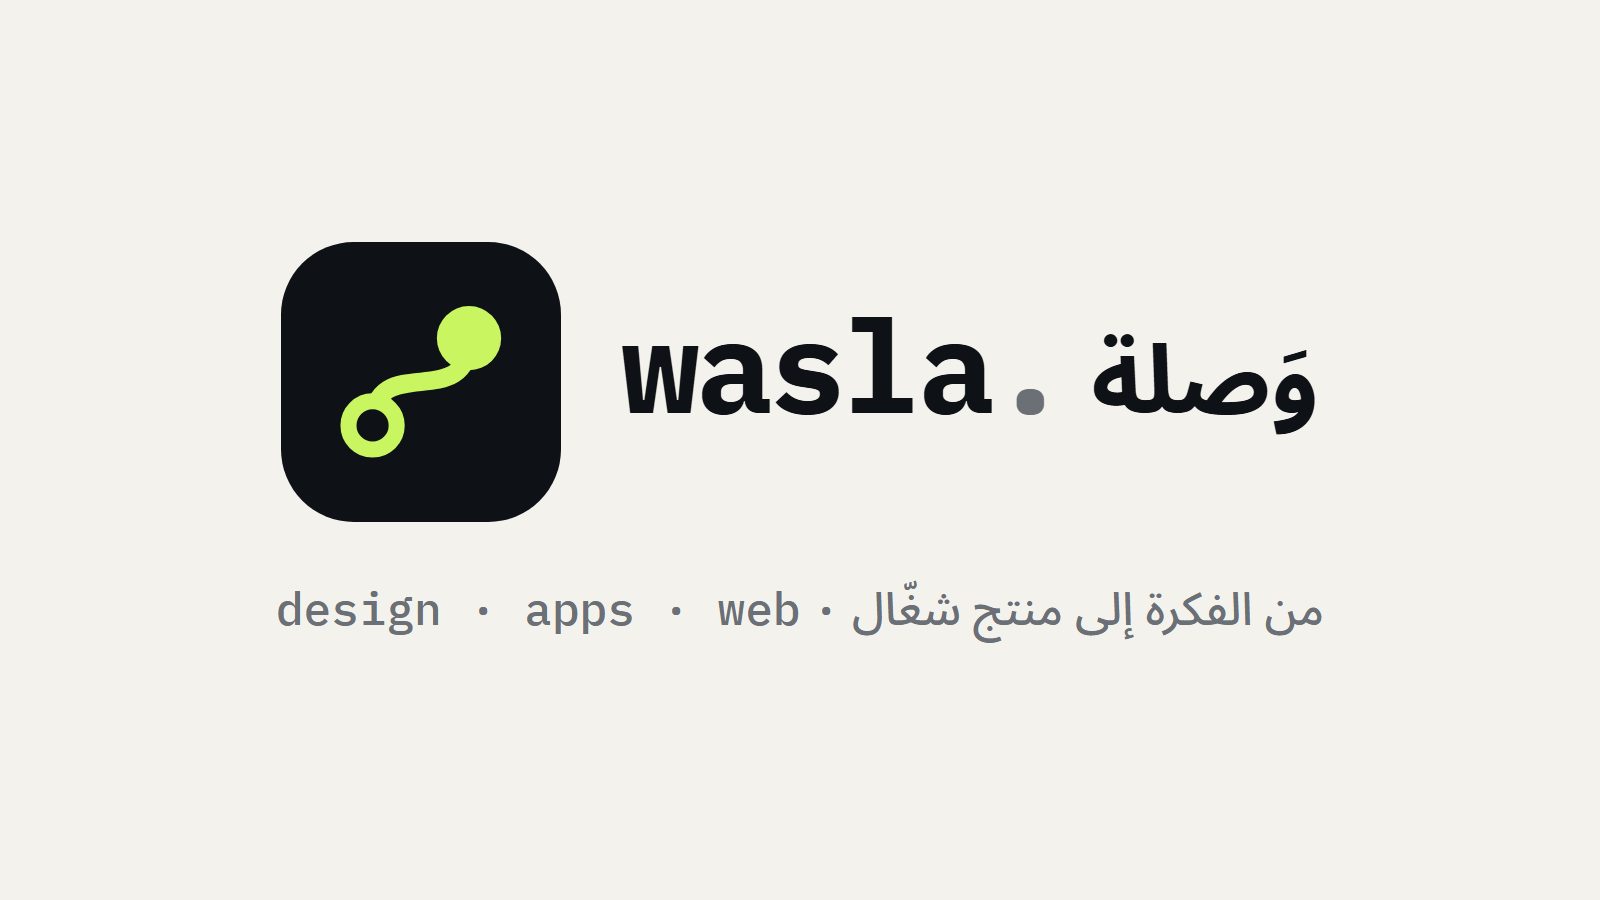 wasla. وَصلة
design · apps · web · من الفكرة إلى منتج شغّال